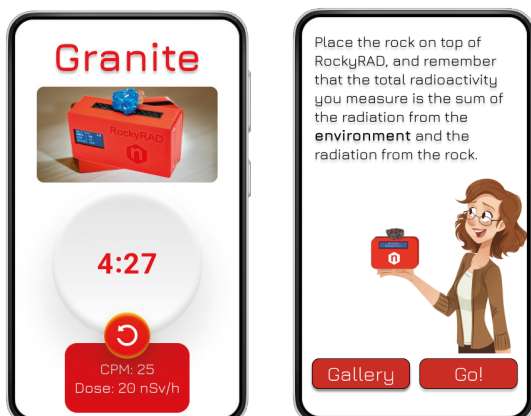 Granite
RockyRAD
4:27
CPM: 25
Dose: 20 nSv/h
Place the rock on top of
RockyRAD, and remember
that the total radioactivity
you measure is the sum of
the radiation from the
environment and the
radiation from the rock.
Gallery
Go!